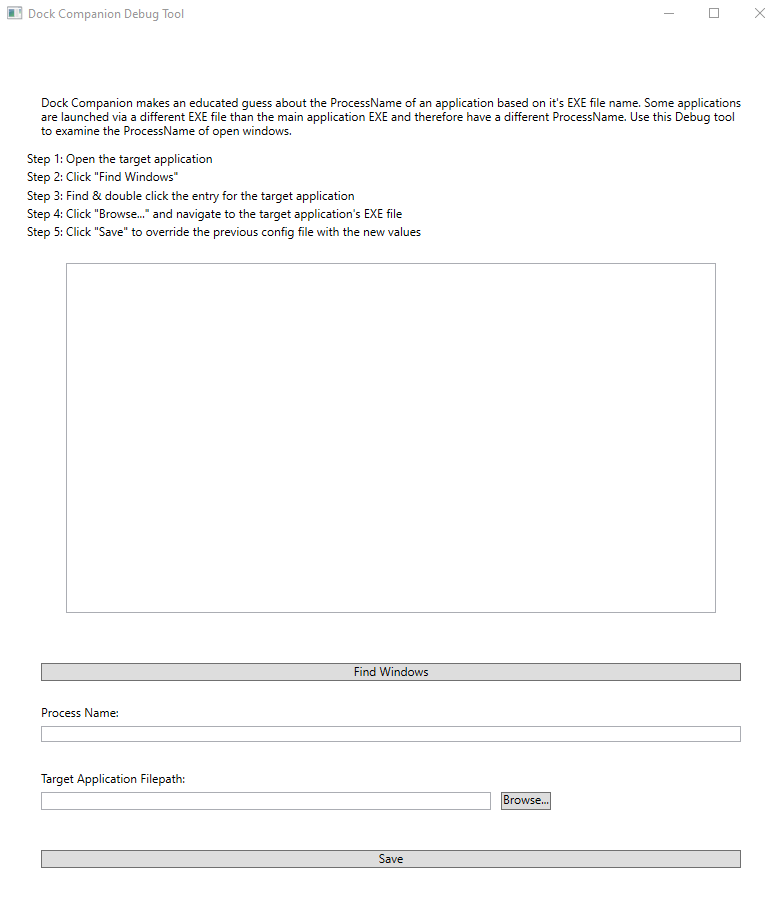 Dock Companion Debug Tool
Dock Companion makes an educated guess about the ProcessName of an application based on it's EXE file name. Some applications
are launched via a different EXE file than the main application EXE and therefore have a different ProcessName. Use this Debug tool
to examine the ProcessName of open windows.
Step 1: Open the target application
Step 2: Click "Find Windows"
Step 3: Find & double click the entry for the target application
Step 4: Click "Browse..." and navigate to the target application's EXE file
Step 5: Click "Save" to override the previous config file with the new values
Find Windows
Process Name:
Target Application Filepath:
Browse...
Save